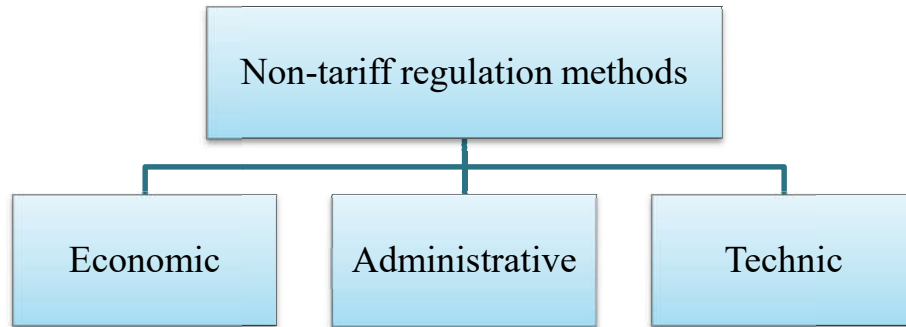 Non-tariff regulation methods
Economic
Administrative
Technic